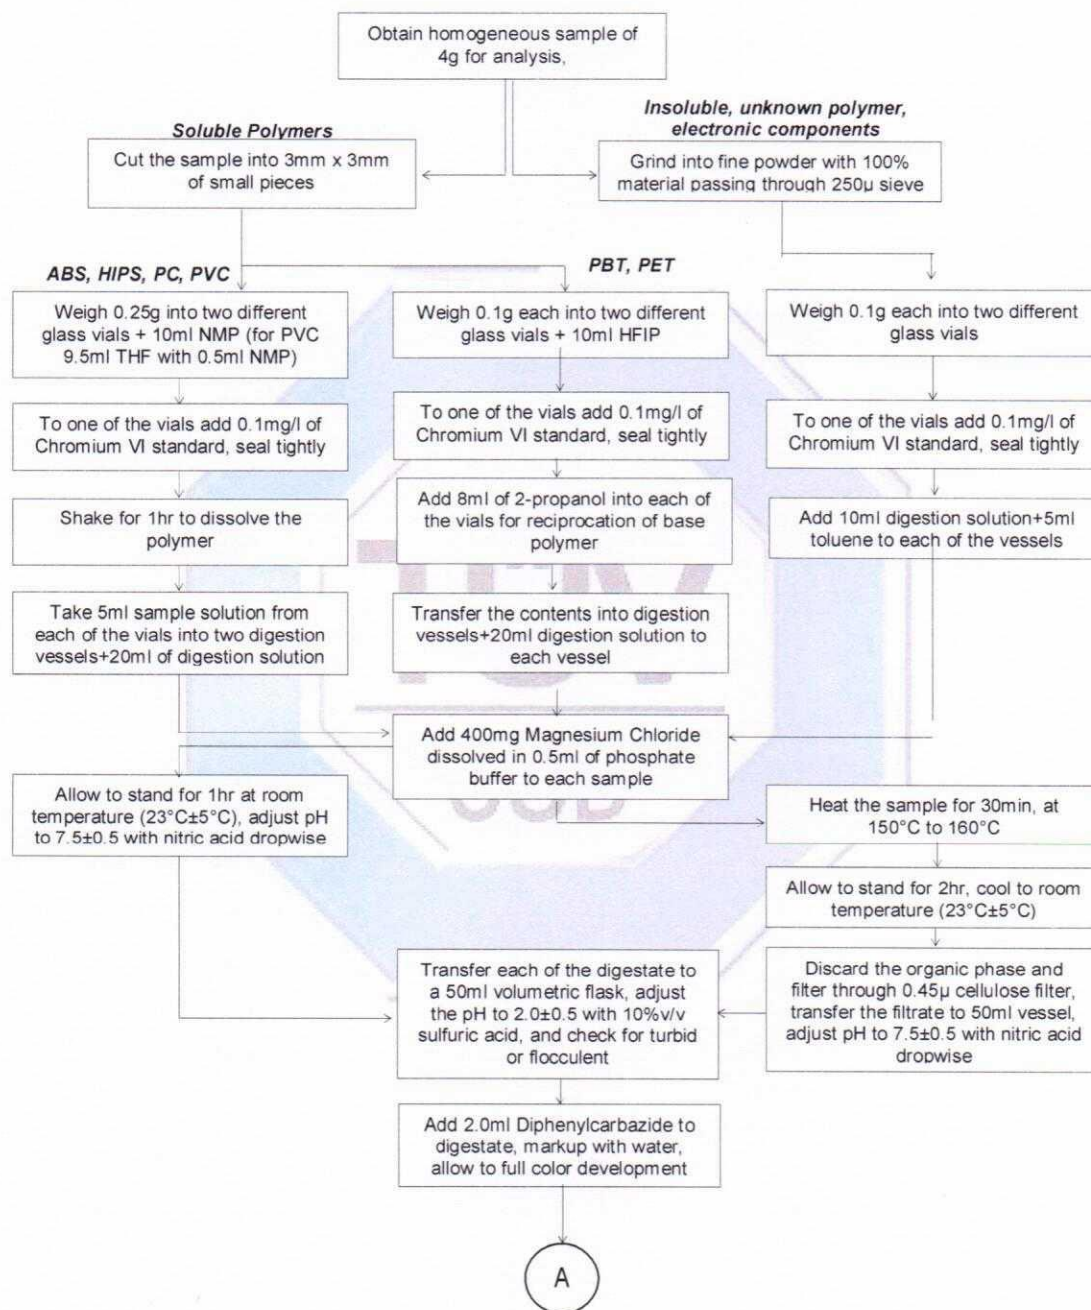 Obtain homogeneous sample of
4g for analysis,
Soluble Polymers
Insoluble, unknown polymer,
electronic components
Cut the sample into 3mm x 3mm
of small pieces
Grind into fine powder with 100%
material passing through 250µ sieve
ABS, HIPS, PC, PVC
PBT, PET
Weigh 0.25g into two different
glass vials + 10ml NMP (for PVC
9.5ml THF with 0.5ml NMP)
Weigh 0.1g each into two different
glass vials + 10ml HFIP
Weigh 0.1g each into two different
glass vials
To one of the vials add 0.1mg/l of
Chromium VI standard, seal tightly
To one of the vials add 0.1mg/l of
Chromium VI standard, seal tightly
To one of the vials add 0.1mg/l of
Chromium VI standard, seal tightly
Shake for 1hr to dissolve the
polymer
Add 8ml of 2-propanol into each of
the vials for reciprocation of base
polymer
Add 10ml digestion solution+5ml
toluene to each of the vessels
Take 5ml sample solution from
each of the vials into two digestion
vessels+20ml of digestion solution
Transfer the contents into digestion
vessels+20ml digestion solution to
each vessel
Add 400mg Magnesium Chloride
dissolved in 0.5ml of phosphate
buffer to each sample
Allow to stand for 1hr at room
temperature (23°C±5°C), adjust pH
to 7.5±0.5 with nitric acid dropwise
Heat the sample for 30min, at
150°C to 160°C
Allow to stand for 2hr, cool to room
temperature (23°C±5°C)
Transfer each of the digestate to
a 50ml volumetric flask, adjust
the pH to 2.0±0.5 with 10%v/v
sulfuric acid, and check for turbid
or flocculent
Discard the organic phase and
filter through 0.45µ cellulose filter,
transfer the filtrate to 50ml vessel,
adjust pH to 7.5±0.5 with nitric acid
dropwise
Add 2.0ml Diphenylcarbazide to
digestate, markup with water,
allow to full color development
A